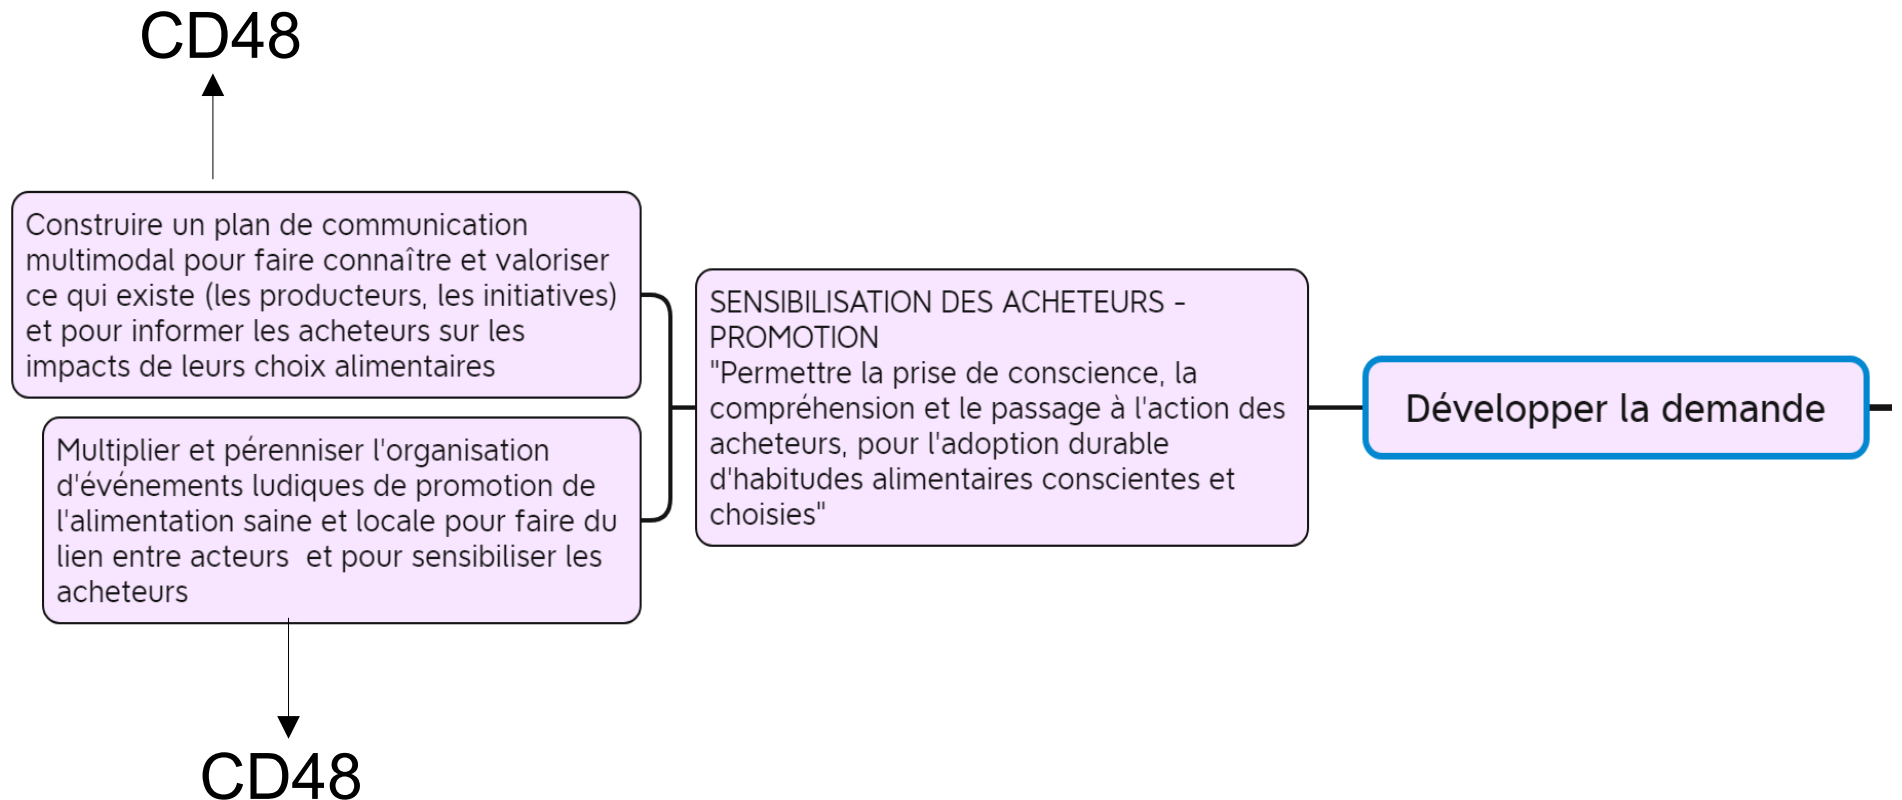 CD48
Construire un plan de communication
multimodal pour faire connaître et valoriser
ce qui existe (les producteurs, les initiatives)
et pour informer les acheteurs sur les
impacts de leurs choix alimentaires
Multiplier et pérenniser l'organisation
d'événements ludiques de promotion de
l'alimentation saine et locale pour faire du
lien entre acteurs  et pour sensibiliser les
acheteurs
CD48
SENSIBILISATION DES ACHETEURS -
PROMOTION
"Permettre la prise de conscience, la
compréhension et le passage à l'action des
acheteurs, pour l'adoption durable
d'habitudes alimentaires conscientes et
choisies"
Développer la demande